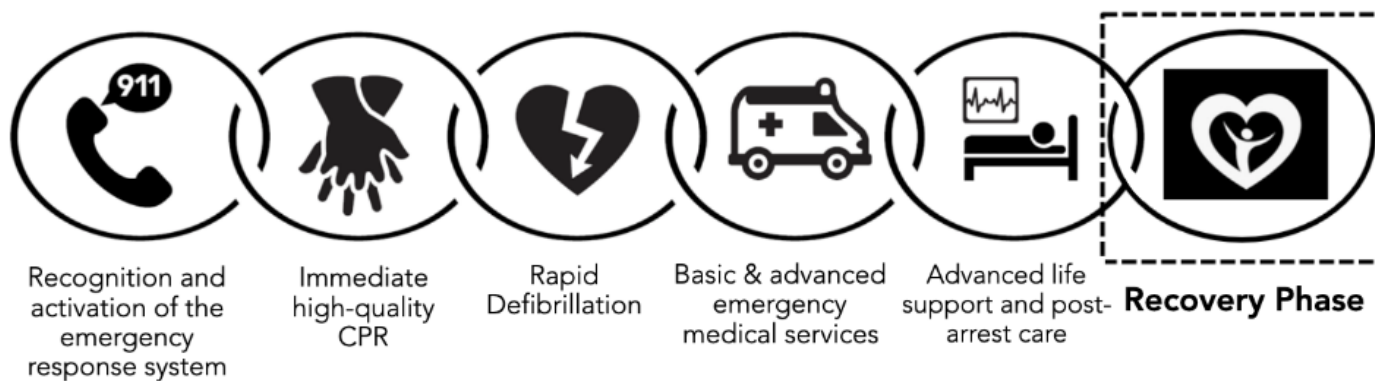 911
Recognition and
activation of the
emergency
response system
Immediate
high-quality
CPR
Rapid
Defibrillation
Basic & advanced
emergency
medical services
Advanced life
support and post-
arrest care
Recovery Phase